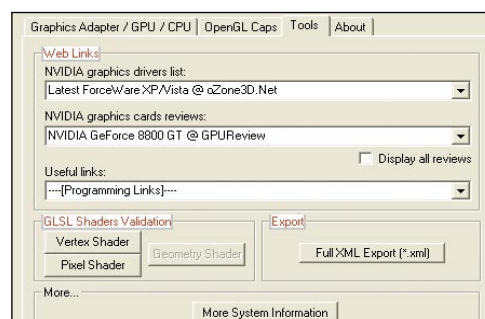 Graphics Adapter / GPU / CPU OpenGL Caps Tools About
Web Links
NVIDIA graphics drivers list:
Latest ForceWare XP/Vista @ oZone3D.Net
NVIDIA graphics cards reviews:
NVIDIA GeForce 8800 GT @ GPUReview
Display all reviews
Useful links:
----[Programming Links]----
GLSL Shaders Validation
Vertex Shader
Pixel Shader
Geometry Shader
Export
Full XML Export (*.xml)
More...
More System Information